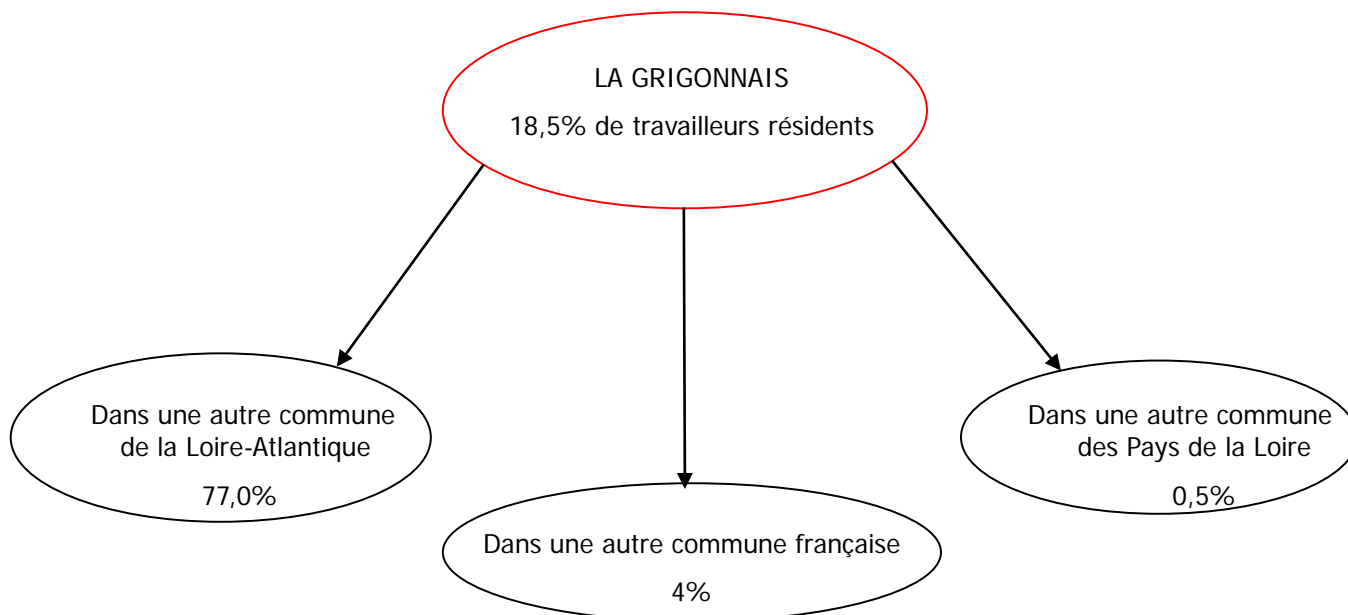 LA GRIGONNAIS
18,5% de travailleurs résidents
Dans une autre commune
de la Loire-Atlantique
77,0%
Dans une autre commune française
4%
Dans une autre commune
des Pays de la Loire
0,5%